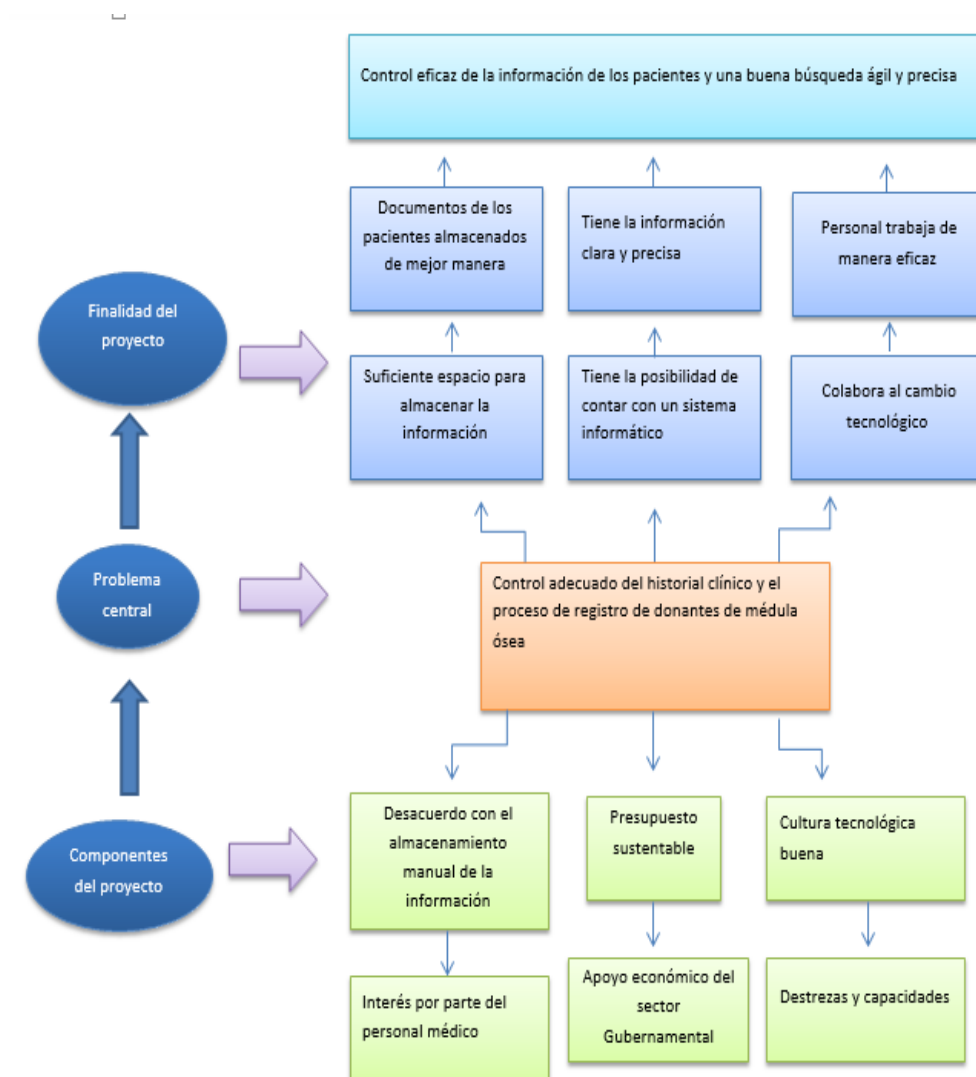 Control eficaz de la información de los pacientes y una buena búsqueda ágil y precisa
Documentos de los
pacientes almacenados
de mejor manera
Tiene la información
clara y precisa
Personal trabaja de
manera eficaz
Finalidad del
proyecto
Suficiente espacio para
almacenar la
información
Tiene la posibilidad de
contar con un sistema
informático
Colabora al cambio
tecnológico
Problema
central
Control adecuado del historial clínico y el
proceso de registro de donantes de médula
ósea
Componentes
del proyecto
Desacuerdo con el
almacenamiento
manual de la
información
Presupuesto
sustentable
Cultura tecnológica
buena
Interés por parte del
personal médico
Apoyo económico del
sector
Gubernamental
Destrezas y capacidades